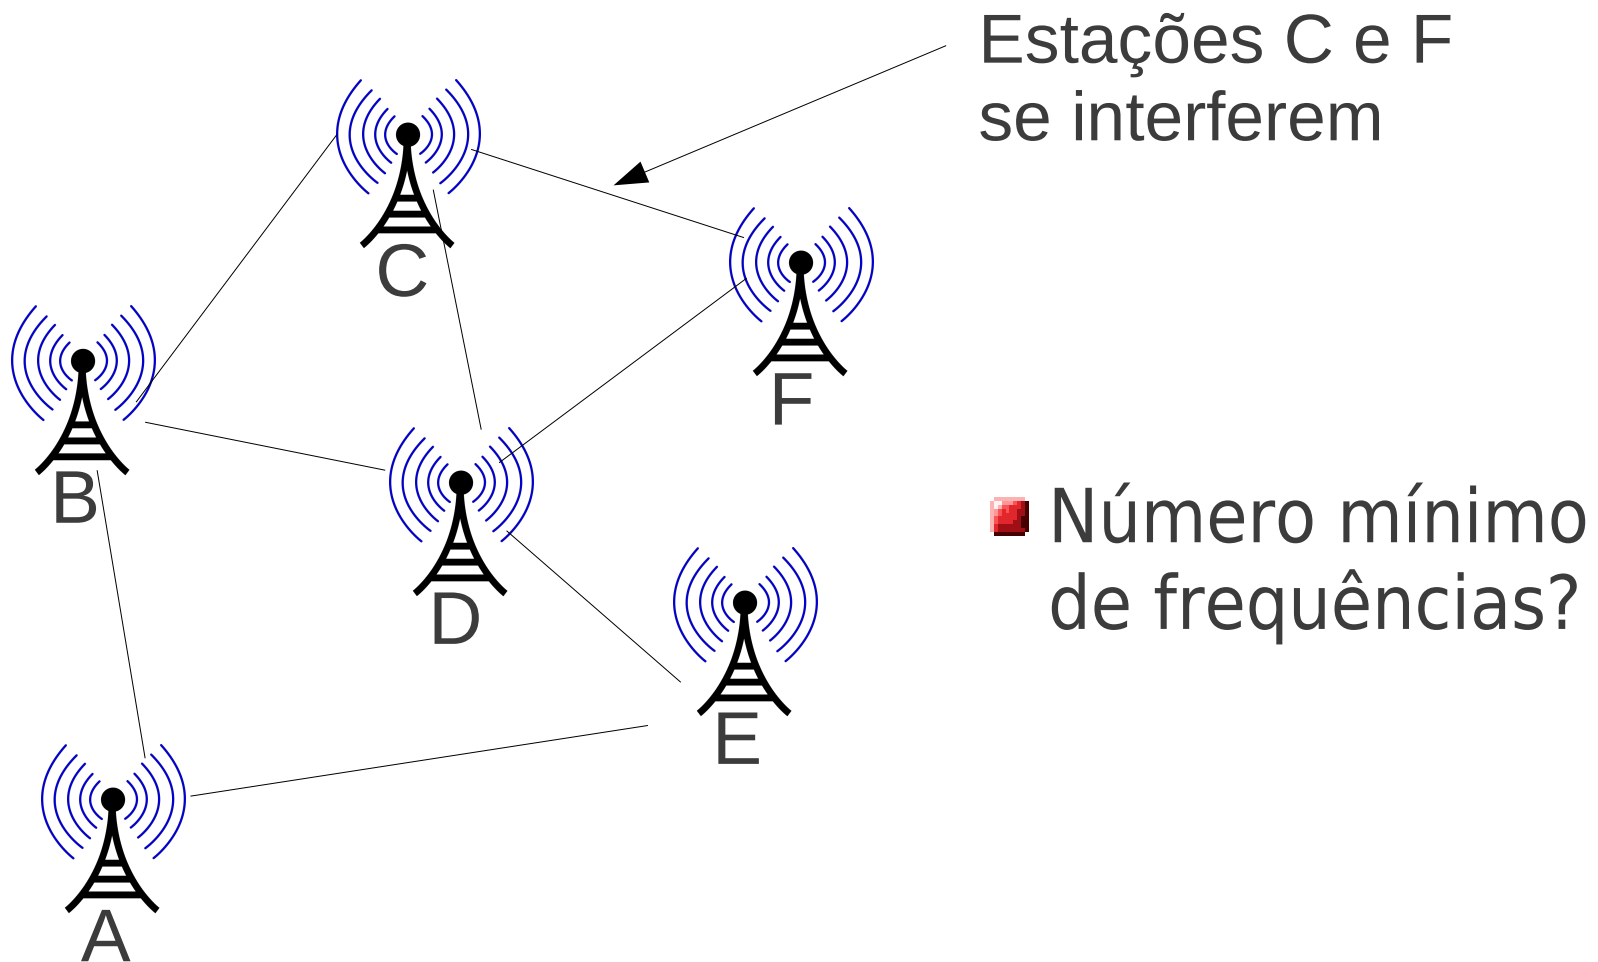 Estações C e F
se interferem
C
F
B
D
E
A
Número mínimo
de frequências?